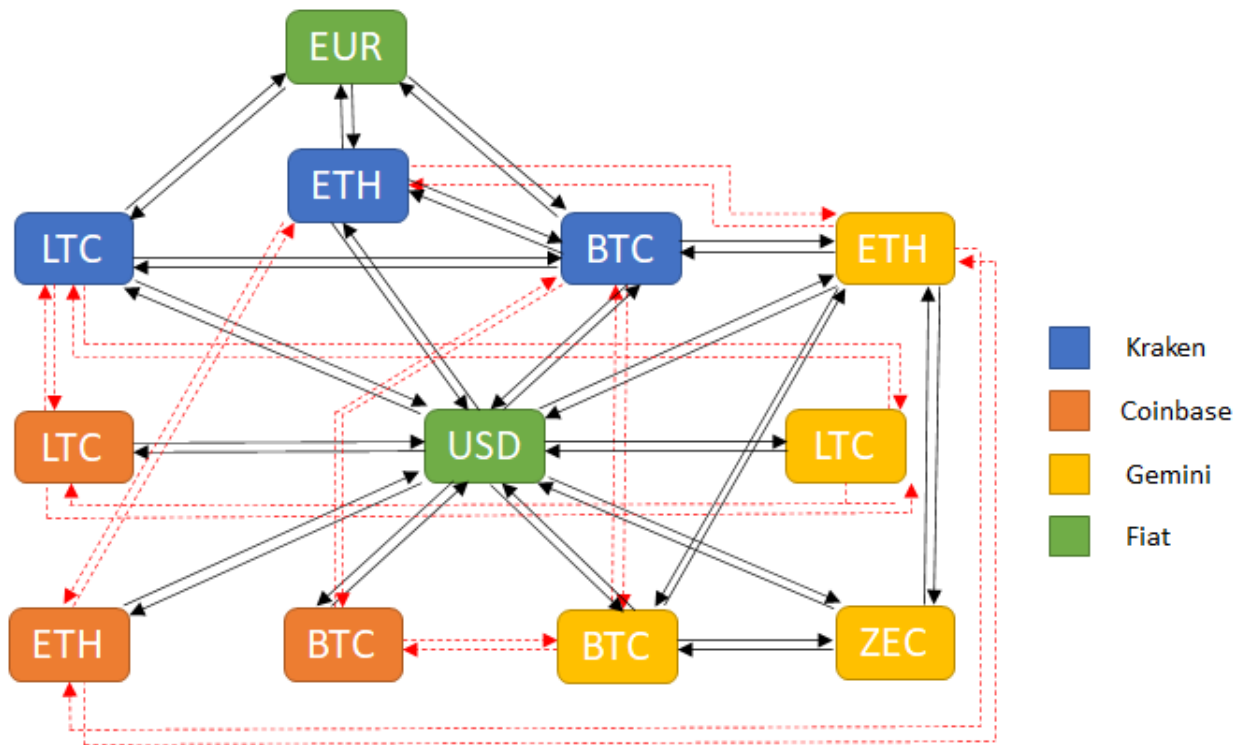 EUR
ETH
LTC
BTC
ETH
Kraken
Coinbase
LTC
USD
LTC
Gemini
Fiat
ETH
BTC
BTC
ZEC